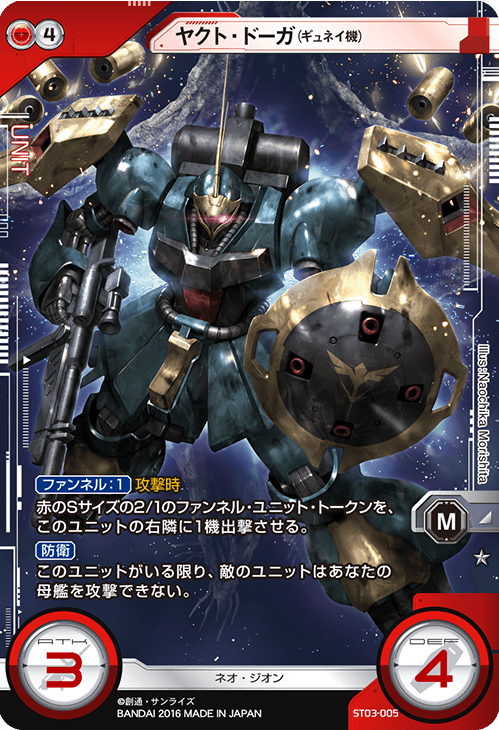 4
ヤクト・ドーガ(ギュネイ機)
UNIT
Illus:Naochika Morishita
ファンネル:1 攻撃時
赤のSサイズの2/1のファンネル・ユニット・トークンを、
このユニットの右隣に1機出撃させる。
M
防衛
このユニットがいる限り、敵のユニットはあなたの
母艦を攻撃できない。
ATK
3
DEF
4
ネオ・ジオン
©創通・サンライズ
BANDAI 2016 MADE IN JAPAN
ST03-005